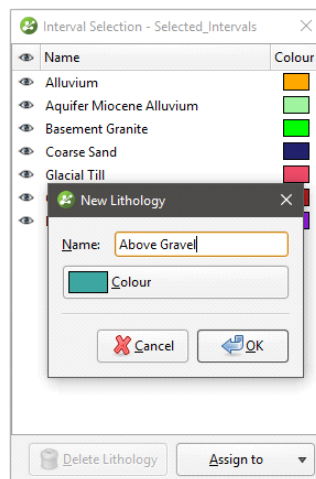 Interval Selection - Selected_Intervals
Name Colour
Alluvium
Aquifer Miocene Alluvium
Basement Granite
Coarse Sand
Glacial Till
New Lithology
Name: Above Gravel
Colour
Cancel OK
Delete Lithology Assign to